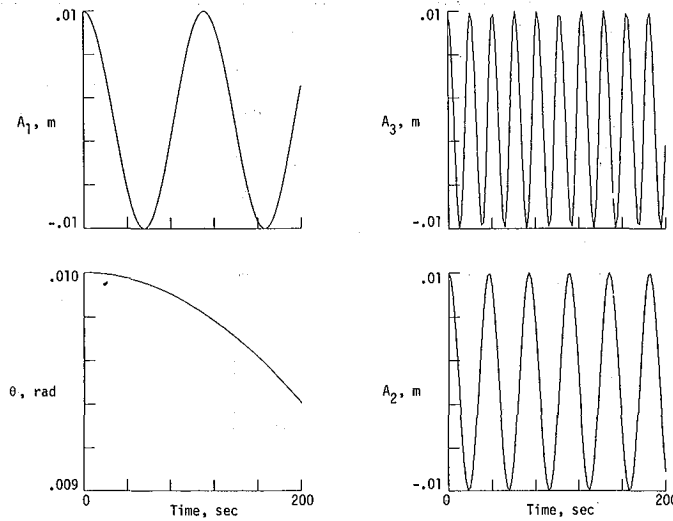 .01
A1, m
-.01
.01
A3, m
-.01
200
.010
θ, rad
.009
0
Time, sec
200
.01
A2, m
-.01
0
Time, sec
200